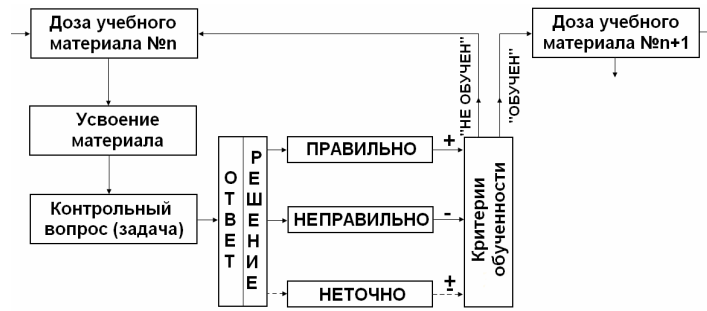 Доза учебного
материала №n
Усвоение
материала
Контрольный
вопрос (задача)
ОТВЕТ
РЕШЕНИЕ
ПРАВИЛЬНО
+
НЕПРАВИЛЬНО
-
НЕТОЧНО
±
Критерии
обученности
"НЕ ОБУЧЕН"
"ОБУЧЕН"
Доза учебного
материала №n+1